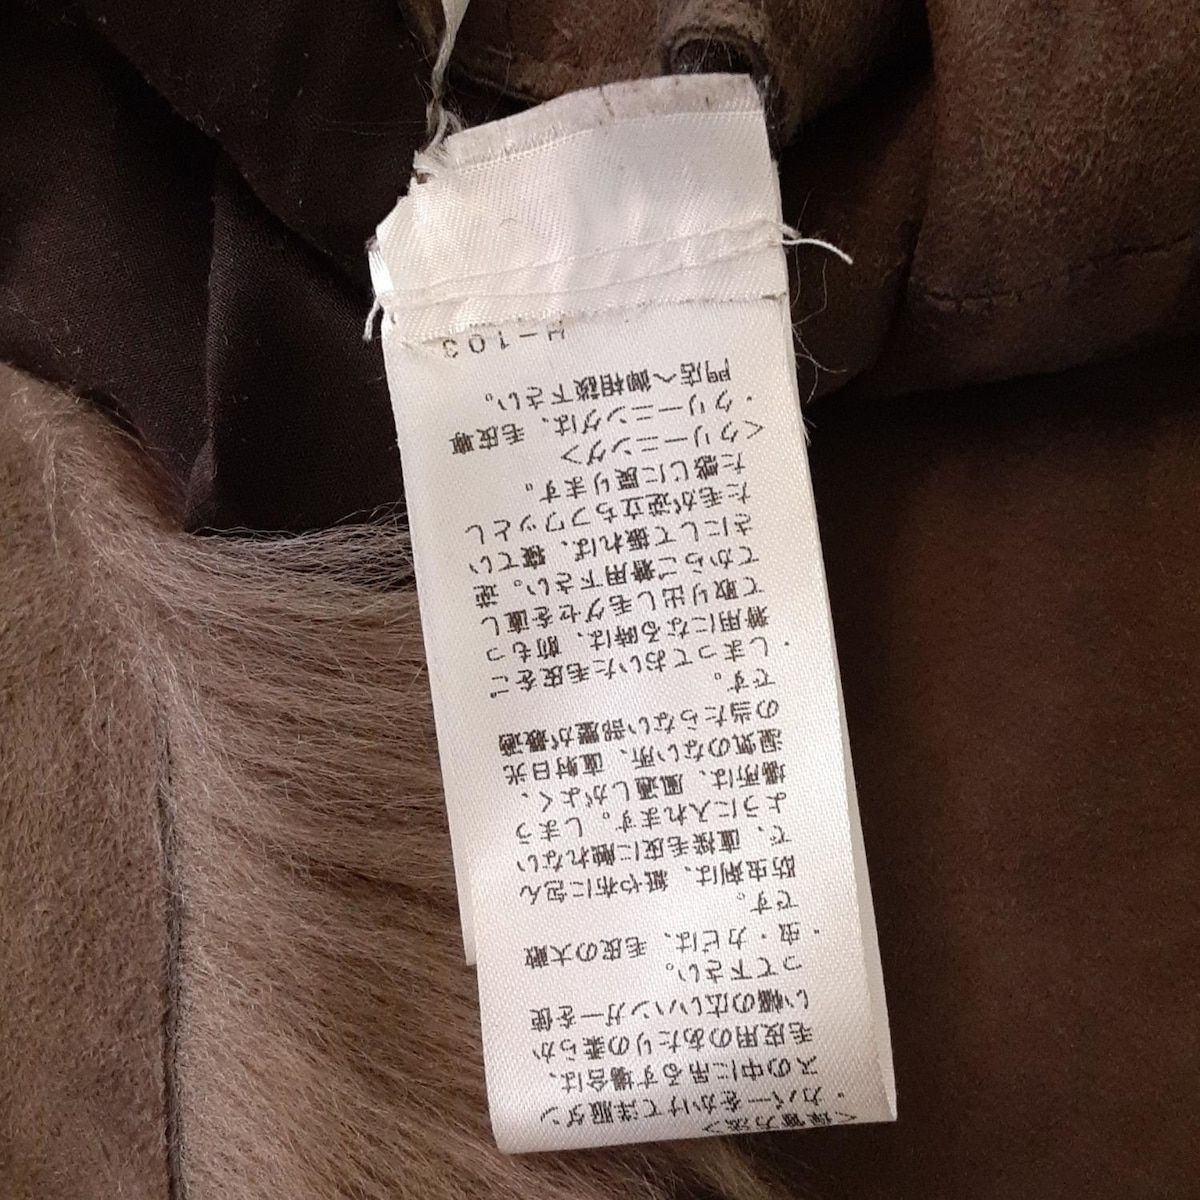 <保管方法>
・カバーをかけて洋服ダン
スの中に吊るす場合は、
毛皮用のあたりの柔らか
い幅の広いハンガーを使
って下さい。
・虫・カビは、毛皮の大敵
です。
防虫剤は、紙や布に包ん
で、直接毛皮に触れない
ように入れます。しまう
場所は、風通しがよく、
湿気のない所、直射日光
の当たらない部屋が最適
です。
・しまっておいた毛皮をご
着用になる時は、前もっ
て取り出し毛グセを直し
てからご着用下さい。逆
さにして振れば、寝てい
た毛が逆立ちフワッとし
た感じに戻ります。
<クリーニング>
・クリーニングは、毛皮専
門店へ御相談下さい。
H-103